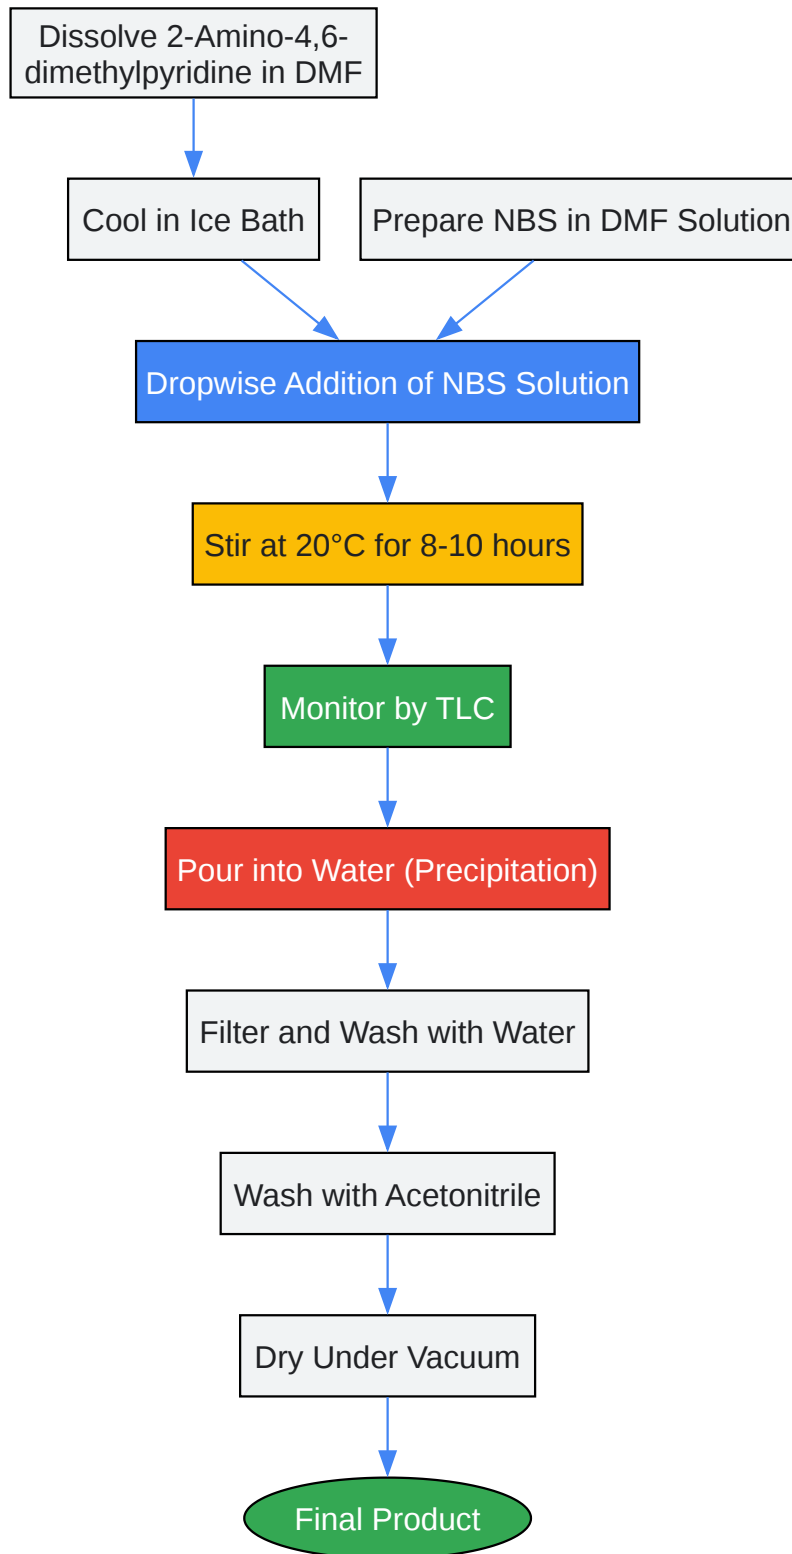 Dissolve 2-Amino-4,6-
dimethylpyridine in DMF
Cool in Ice Bath
Prepare NBS in DMF Solution
Dropwise Addition of NBS Solution
Stir at 20°C for 8-10 hours
Monitor by TLC
Pour into Water (Precipitation)
Filter and Wash with Water
Wash with Acetonitrile
Dry Under Vacuum
Final Product